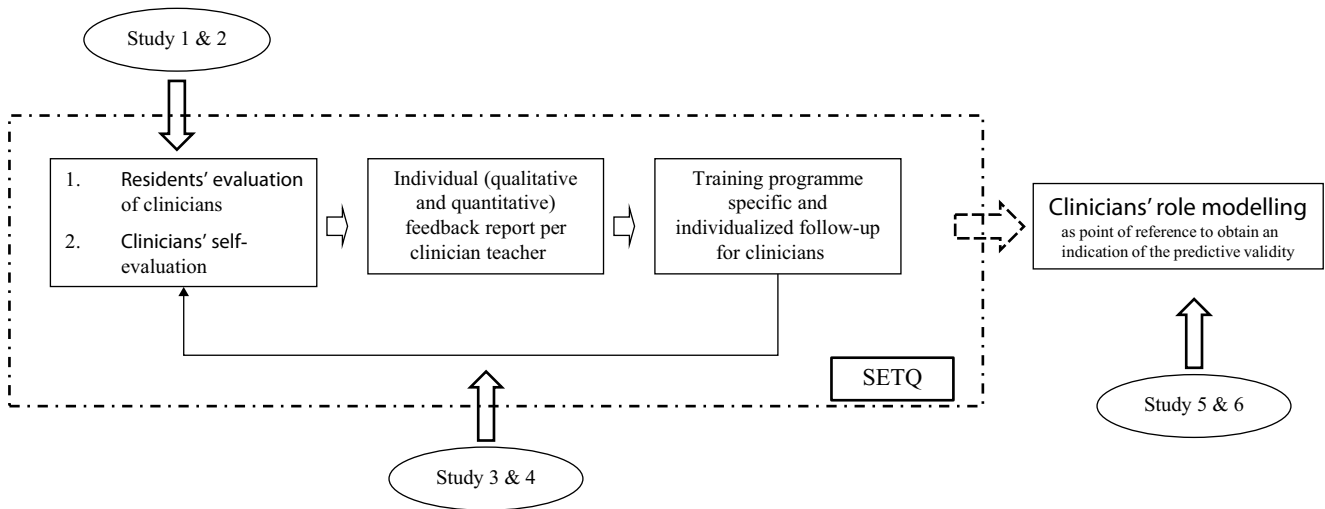 Study 1 & 2
1. Residents' evaluation
of clinicians
2. Clinicians' self-
evaluation
Individual (qualitative
and quantitative)
feedback report per
clinician teacher
Training programme
specific and
individualized follow-up
for clinicians
Clinicians' role modelling
as point of reference to obtain an
indication of the predictive validity
SETQ
Study 3 & 4
Study 5 & 6